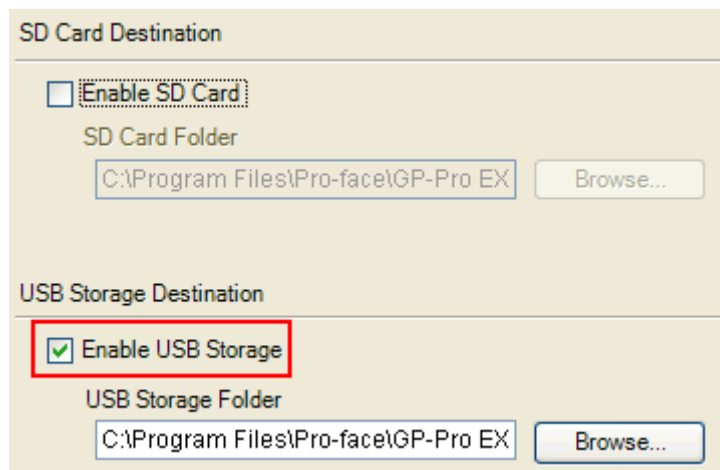 SD Card Destination
Enable SD Card
SD Card Folder
C:\Program Files\Pro-face\GP-Pro EX
Browse...
USB Storage Destination
Enable USB Storage
USB Storage Folder
C:\Program Files\Pro-face\GP-Pro EX
Browse...